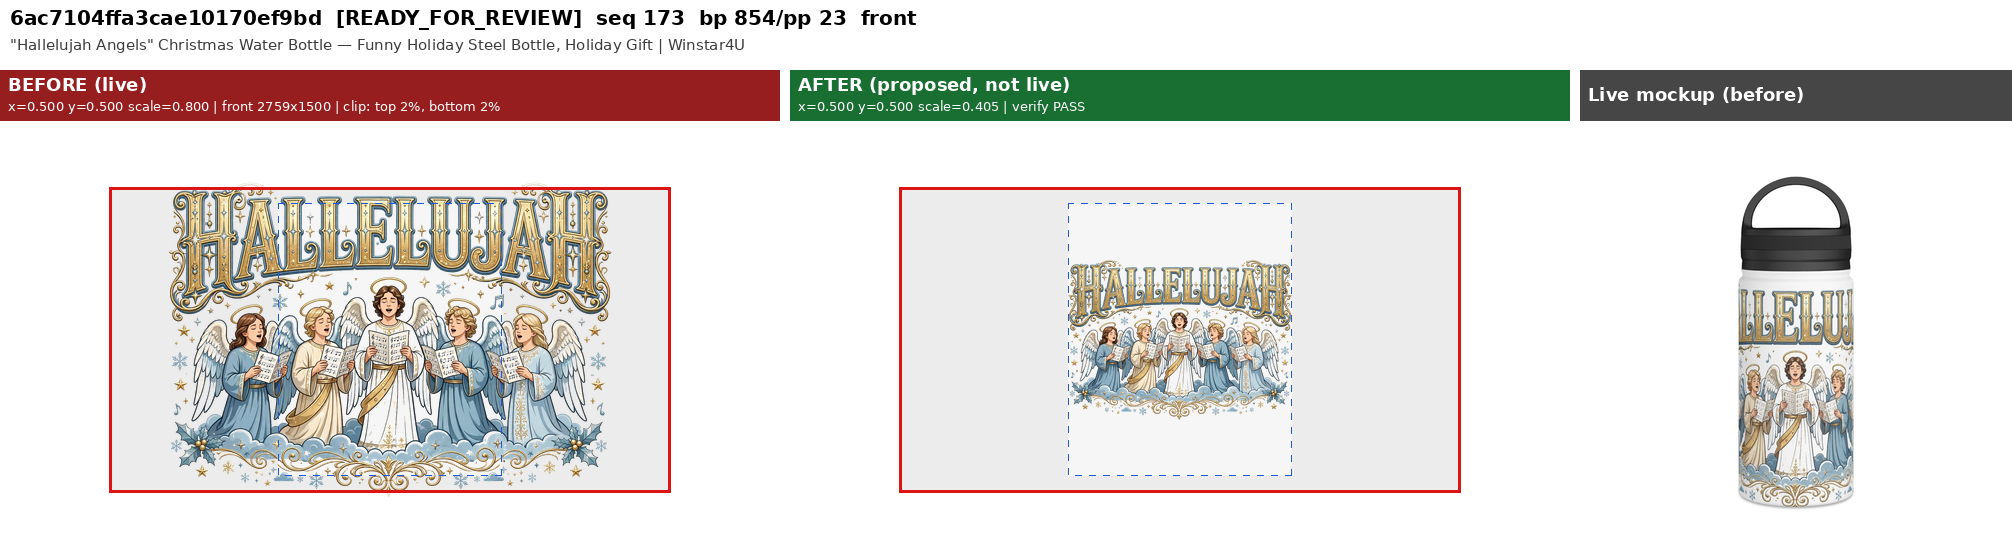 6ac7104ffa3cae10170ef9bd [READY_FOR_REVIEW] seq 173 bp 854/pp 23 front
"Hallelujah Angels" Christmas Water Bottle — Funny Holiday Steel Bottle, Holiday Gift | Winstar4U
BEFORE (live)
x=0.500 y=0.500 scale=0.800 | front 2759x1500 | clip: top 2%, bottom 2%
AFTER (proposed, not live)
x=0.500 y=0.500 scale=0.405 | verify PASS
Live mockup (before)
HALLELUJAH
HALLELUJAH
LLELUJ